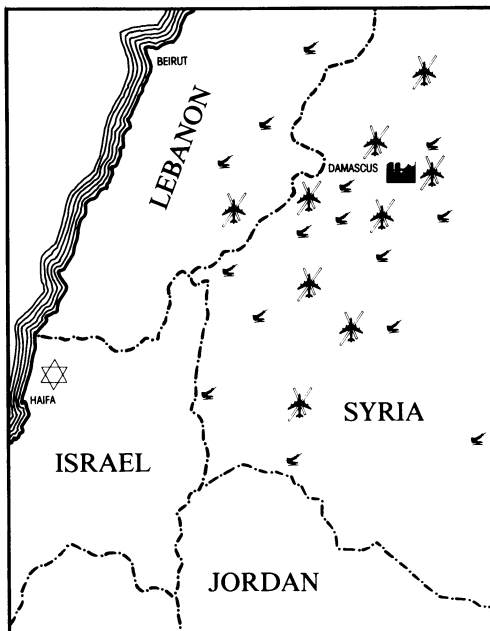 BEIRUT
LEBANON
DAMASCUS
HAIFA
SYRIA
ISRAEL
JORDAN